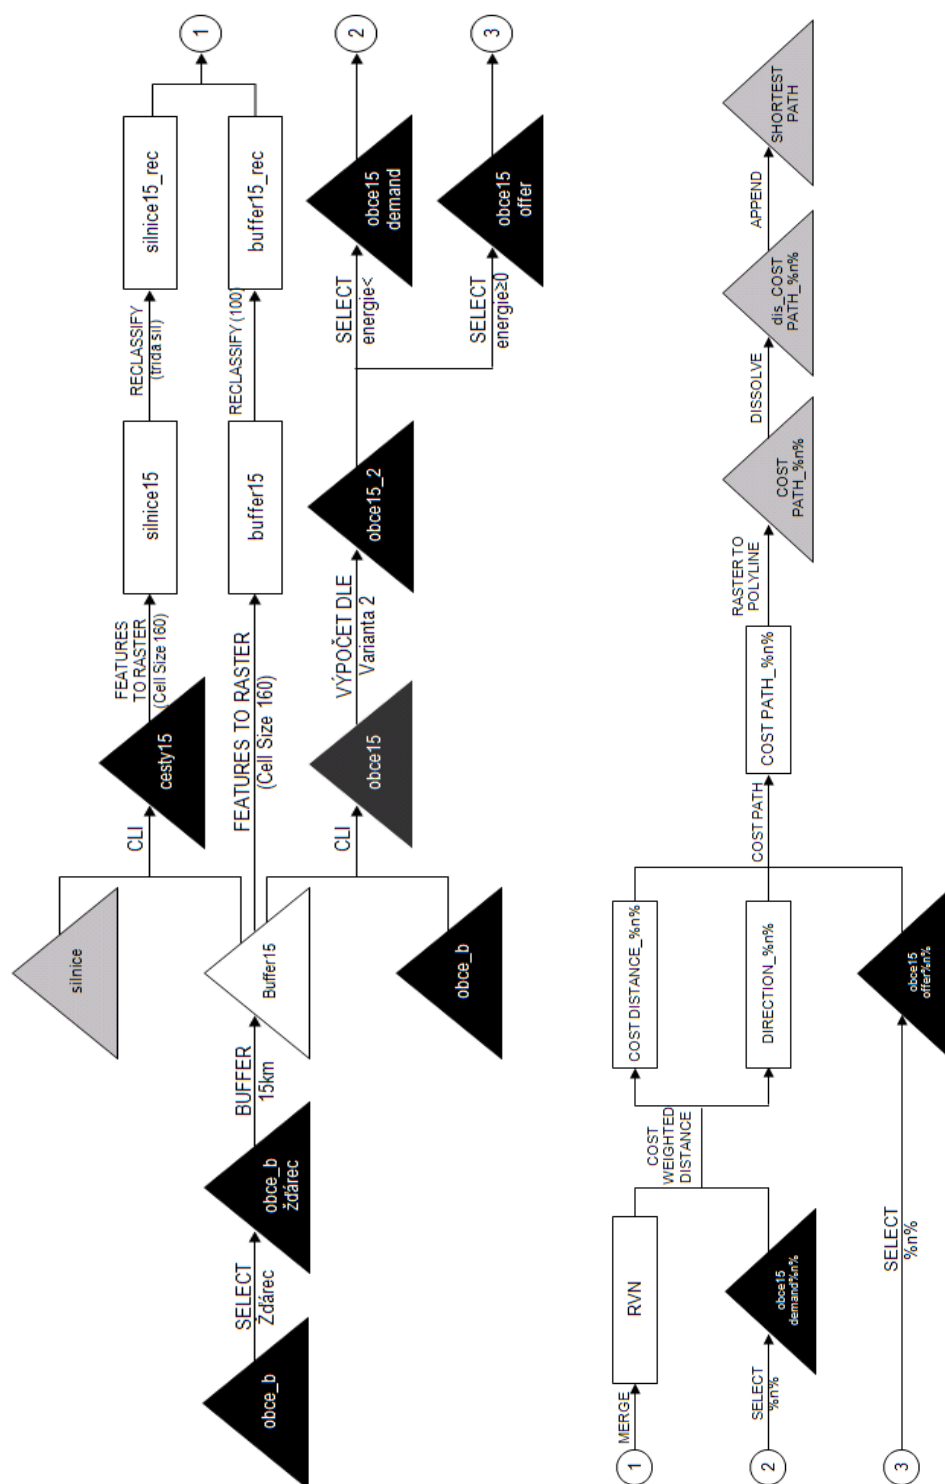 obce_b
SELECT
Žďárec
obce_b
žďárec
BUFFER
15km
silnice
Buffer15
obce_b
CLI
CLI
cesty15
obce15
FEATURES
TO RASTER
(Cell Size 160)
FEATURES TO RASTER
(Cell Size 160)
VÝPOČET DLE
Varianta 2
silnice15
buffer15
obce15_2
RECLASSIFY
(trida sil)
RECLASSIFY (100)
SELECT
energie<
SELECT
energie≥0
silnice15_rec
buffer15_rec
obce15
demand
obce15
offer
1
2
3
1
2
3
MERGE
SELECT
%n%
SELECT
%n%
RVN
obce15
demand%n%
COST
WEIGHTED
DISTANCE
COST DISTANCE_%n%
DIRECTION_%n%
obce15
offer%n%
COST PATH
COST PATH_%n%
RASTER TO
POLYLINE
COST
PATH_%n%
DISSOLVE
dis_COST
PATH_%n%
APPEND
SHORTEST
PATH